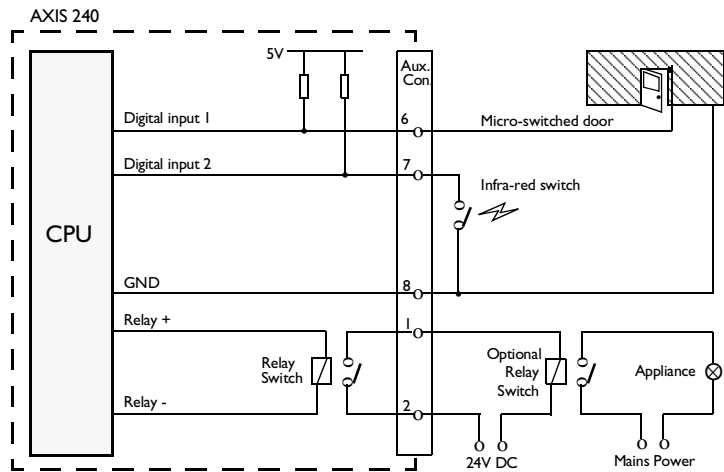 AXIS 240
5V
Aux.
Con.
Digital input 1
6
Micro-switched door
Digital input 2
7
Infra-red switch
CPU
GND
8
Relay +
1
Relay
Switch
Optional
Relay
Switch
Appliance
Relay -
2
24V DC
Mains Power